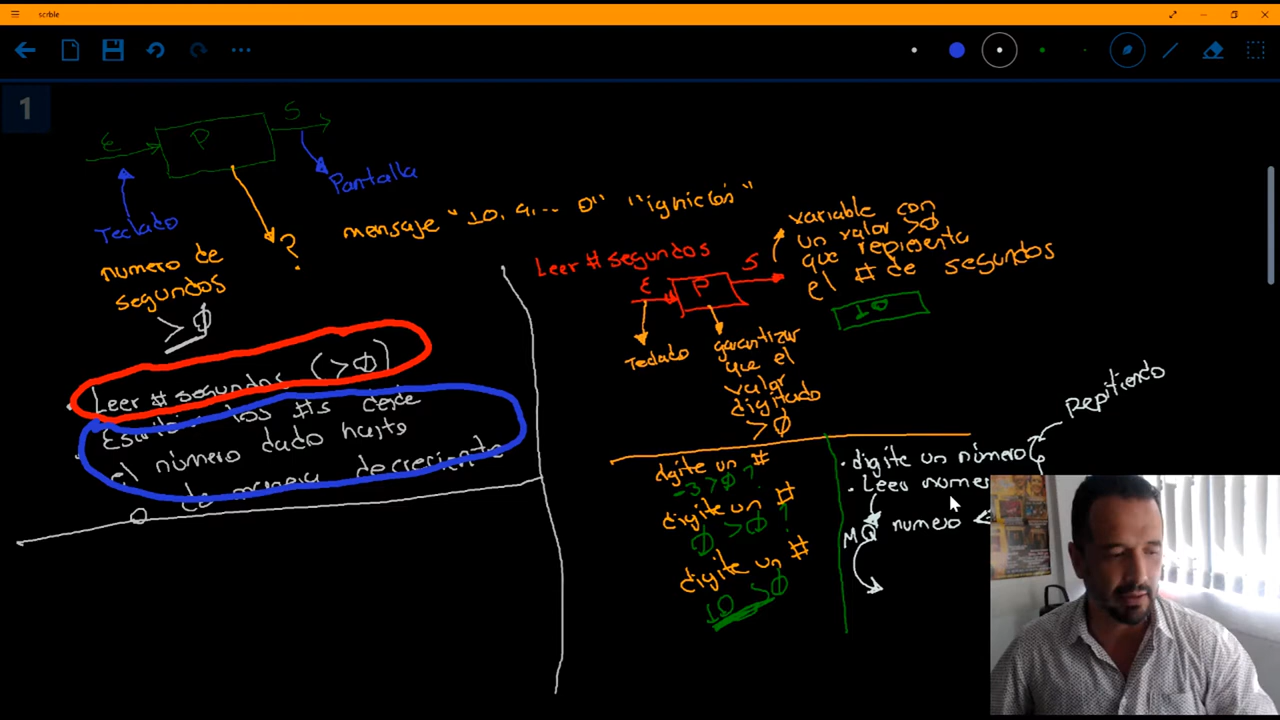 scrble
1
E
P
S
Teclado
Pantalla
?
numero de
segundos
> 0
mensaje "10, 9, ... 0" "ignición"
Leer # segundos
E
P
S
variable con
un valor >0
que representa
el # de segundos
10
Teclado
garantizar
que el
valor
digitado
> 0
Leer # segundos (>0)
Escribir los #s desde
el número dado hasta
0 de manera decreciente
digite un #
-3 > 0 ?
digite un #
0 > 0 ?
digite un #
10 > 0
repitiendo
· digite un número
· Leer numer
MQ numero <